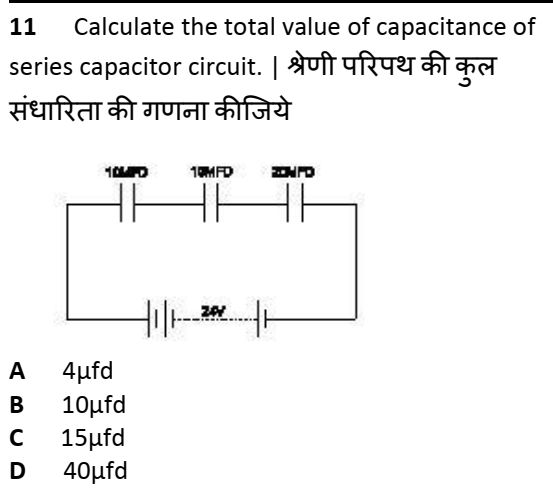 11 Calculate the total value of capacitance of
series capacitor circuit. | श्रेणी परिपथ की कुल
संधारिता की गणना कीजिये
10MFD 10MFD 20MFD
24V
A 4µfd
B 10µfd
C 15µfd
D 40µfd